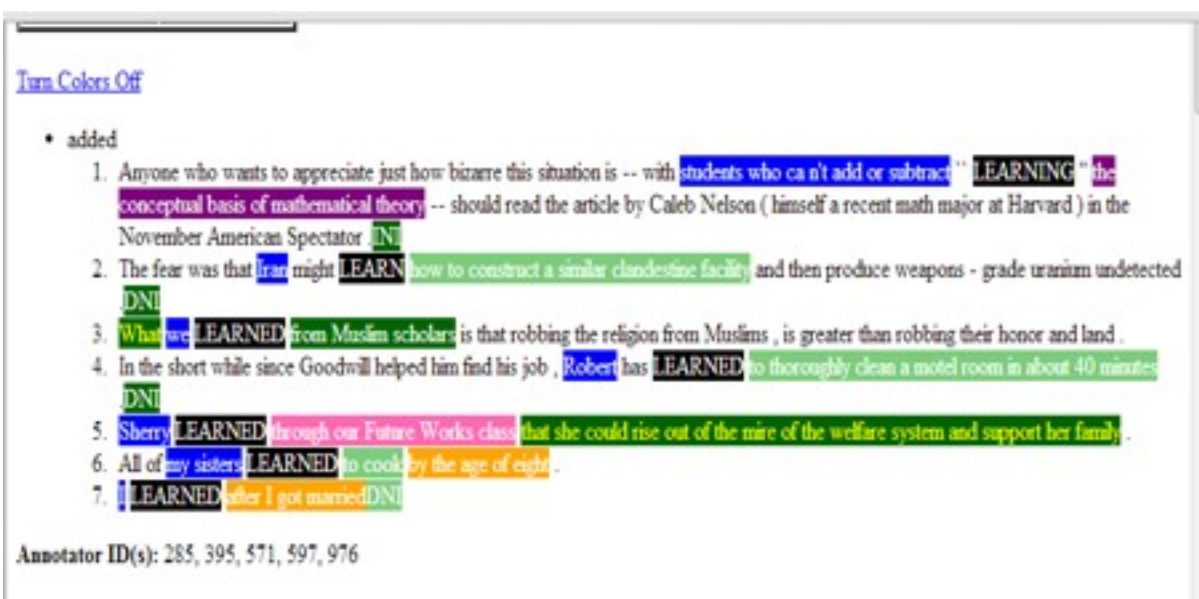 Turn Colors Off
• added
1. Anyone who wants to appreciate just how bizarre this situation is -- with students who ca n't add or subtract `` LEARNING '' the
conceptual basis of mathematical theory -- should read the article by Caleb Nelson ( himself a recent math major at Harvard ) in the
November American Spectator .INI
2. The fear was that Iran might LEARN how to construct a similar clandestine facility and then produce weapons - grade uranium undetected
.DNI
3. What we LEARNED from Muslim scholars is that robbing the religion from Muslims , is greater than robbing their honor and land .
4. In the short while since Goodwill helped him find his job , Robert has LEARNED to thoroughly clean a motel room in about 40 minutes
.DNI
5. Sherry LEARNED through our Future Works class that she could rise out of the mire of the welfare system and support her family .
6. All of my sisters LEARNED to cook by the age of eight .
7. I LEARNED after I got marriedDNI
Annotator ID(s): 285, 395, 571, 597, 976